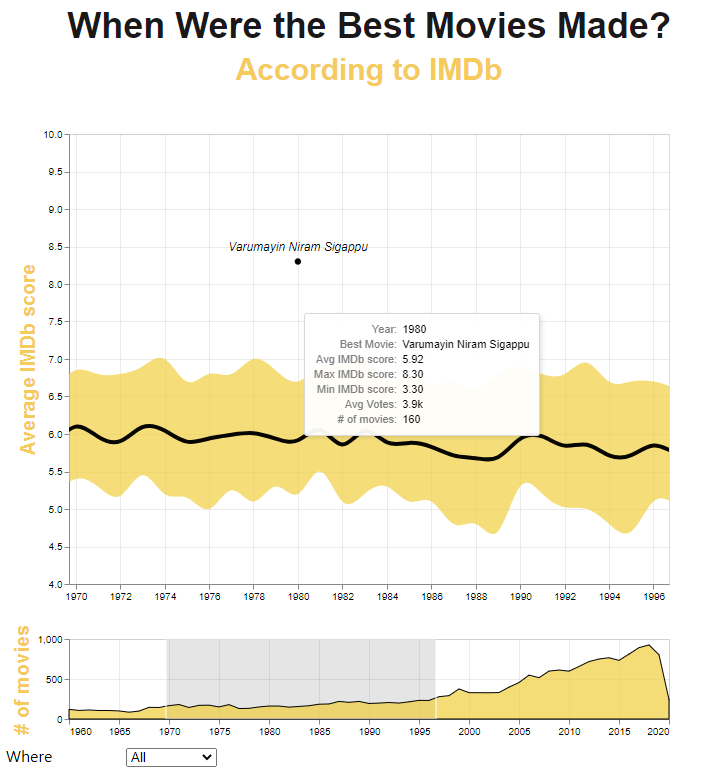 When Were the Best Movies Made?
According to IMDb
Average IMDb score
10.0
9.5
9.0
8.5
8.0
7.5
7.0
6.5
6.0
5.5
5.0
4.5
4.0
Varumayin Niram Sigappu
Year: 1980
Best Movie: Varumayin Niram Sigappu
Avg IMDb score: 5.92
Max IMDb score: 8.30
Min IMDb score: 3.30
Avg Votes: 3.9k
# of movies: 160
1970 1972 1974 1976 1978 1980 1982 1984 1986 1988 1990 1992 1994 1996
# of movies
1,000
500
0
1960 1965 1970 1975 1980 1985 1990 1995 2000 2005 2010 2015 2020
Where All